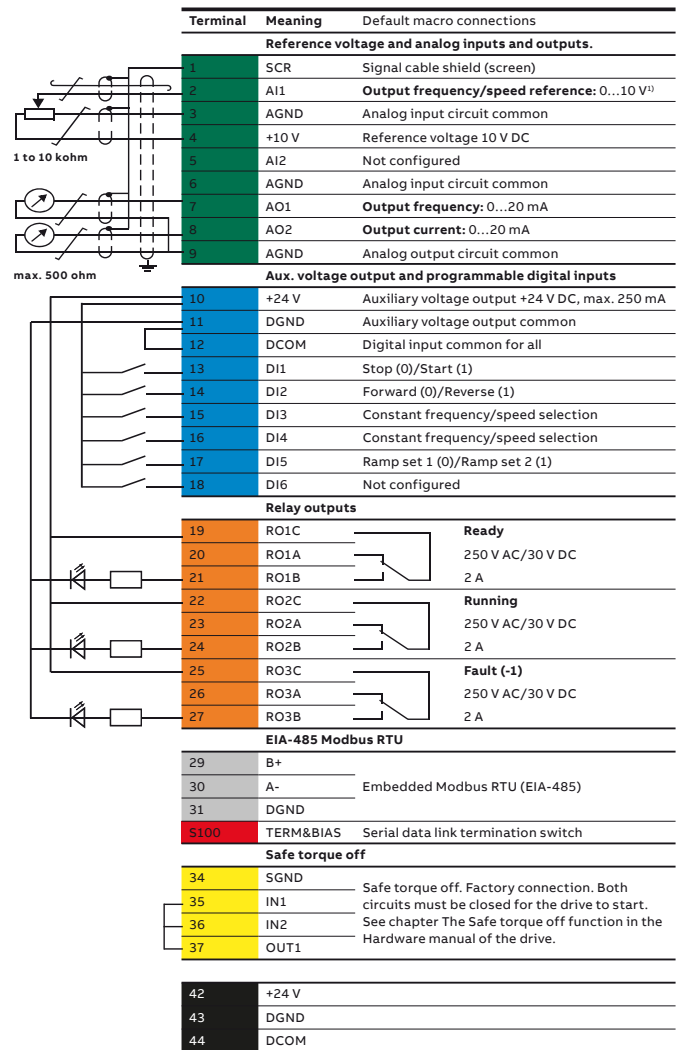 Terminal Meaning Default macro connections
Reference voltage and analog inputs and outputs.
1 SCR Signal cable shield (screen)
2 AI1 Output frequency/speed reference: 0...10 V1)
3 AGND Analog input circuit common
4 +10 V Reference voltage 10 V DC
1 to 10 kohm
5 AI2 Not configured
6 AGND Analog input circuit common
7 AO1 Output frequency: 0...20 mA
8 AO2 Output current: 0...20 mA
9 AGND Analog output circuit common
max. 500 ohm
Aux. voltage output and programmable digital inputs
10 +24 V Auxiliary voltage output +24 V DC, max. 250 mA
11 DGND Auxiliary voltage output common
12 DCOM Digital input common for all
13 DI1 Stop (0)/Start (1)
14 DI2 Forward (0)/Reverse (1)
15 DI3 Constant frequency/speed selection
16 DI4 Constant frequency/speed selection
17 DI5 Ramp set 1 (0)/Ramp set 2 (1)
18 DI6 Not configured
Relay outputs
19 RO1C Ready
20 RO1A 250 V AC/30 V DC
21 RO1B 2 A
22 RO2C Running
23 RO2A 250 V AC/30 V DC
24 RO2B 2 A
25 RO3C Fault (-1)
26 RO3A 250 V AC/30 V DC
27 RO3B 2 A
EIA-485 Modbus RTU
29 B+
30 A- Embedded Modbus RTU (EIA-485)
31 DGND
S100 TERM&BIAS Serial data link termination switch
Safe torque off
34 SGND
35 IN1
36 IN2
37 OUT1
Safe torque off. Factory connection. Both
circuits must be closed for the drive to start.
See chapter The Safe torque off function in the
Hardware manual of the drive.
42 +24 V
43 DGND
44 DCOM